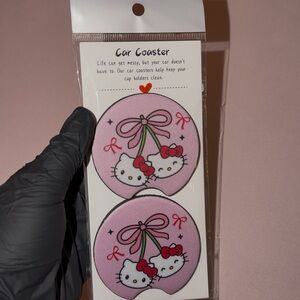 Car Coaster
Life can get messy, but your car doesn't
have to. Our car coasters help keep your
cup holders clean.